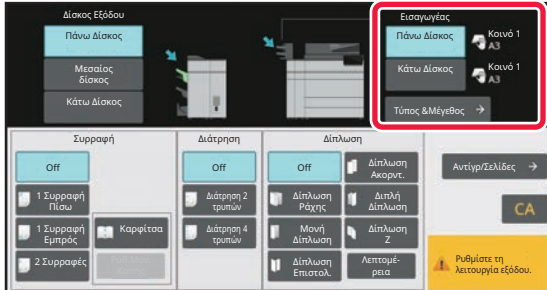 Δίσκος Εξόδου
Πάνω Δίσκος
Μεσαίος
δίσκος
Κάτω Δίσκος
Εισαγωγέας
Πάνω Δίσκος
Κοινό 1
A3
Κάτω Δίσκος
Κοινό 1
A3
Τύπος &Μέγεθος
Συρραφή
Off
1 Συρραφή
Πίσω
1 Συρραφή
Εμπρός
2 Συρραφές
Καρφίτσα
Διάτρηση
Off
Διάτρηση 2
τρυπών
Διάτρηση 4
τρυπών
Δίπλωση
Off
Δίπλωση
Ράχης
Μονή
Δίπλωση
Δίπλωση
Επιστολ.
Δίπλωση
Ακορντ.
Διπλή
Δίπλωση
Δίπλωση
Z
Λεπτομέ-
ρεια
Αντίγρ/Σελίδες
CA
Ρυθμίστε τη
λειτουργία εξόδου.